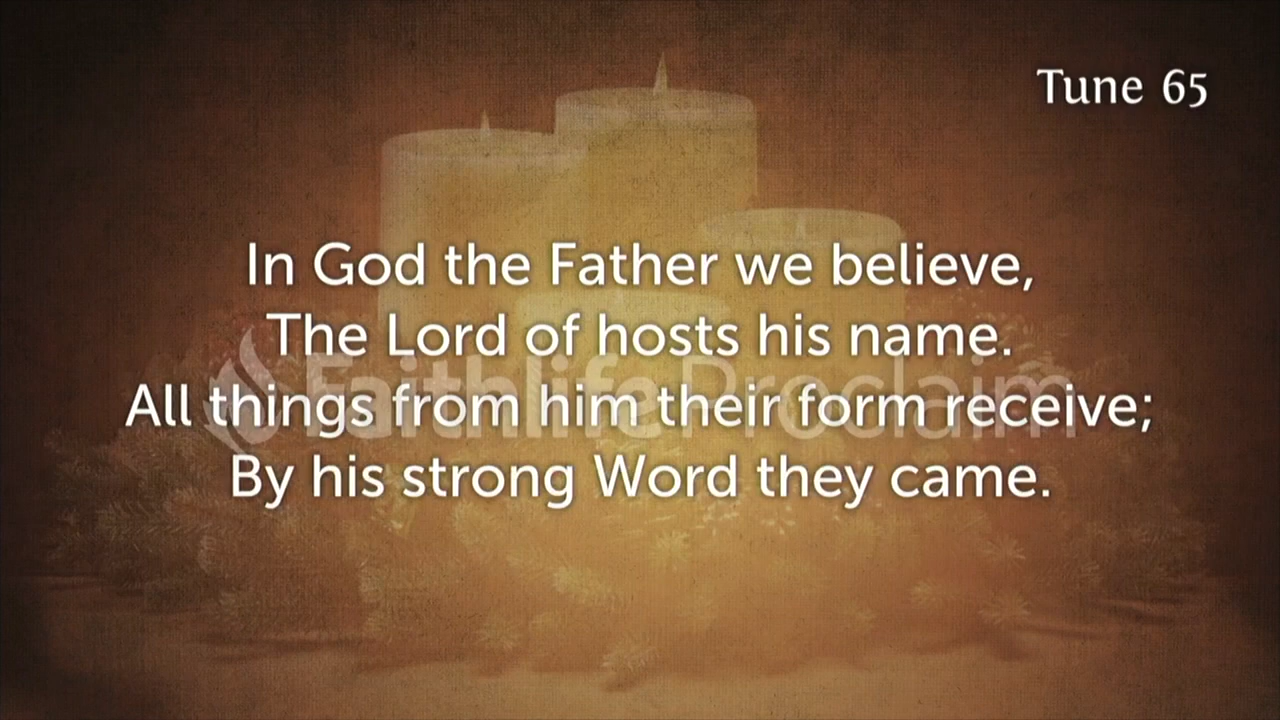 Tune 65
In God the Father we believe,
The Lord of hosts his name.
Faithlife Proclaim
All things from him their form receive;
By his strong Word they came.